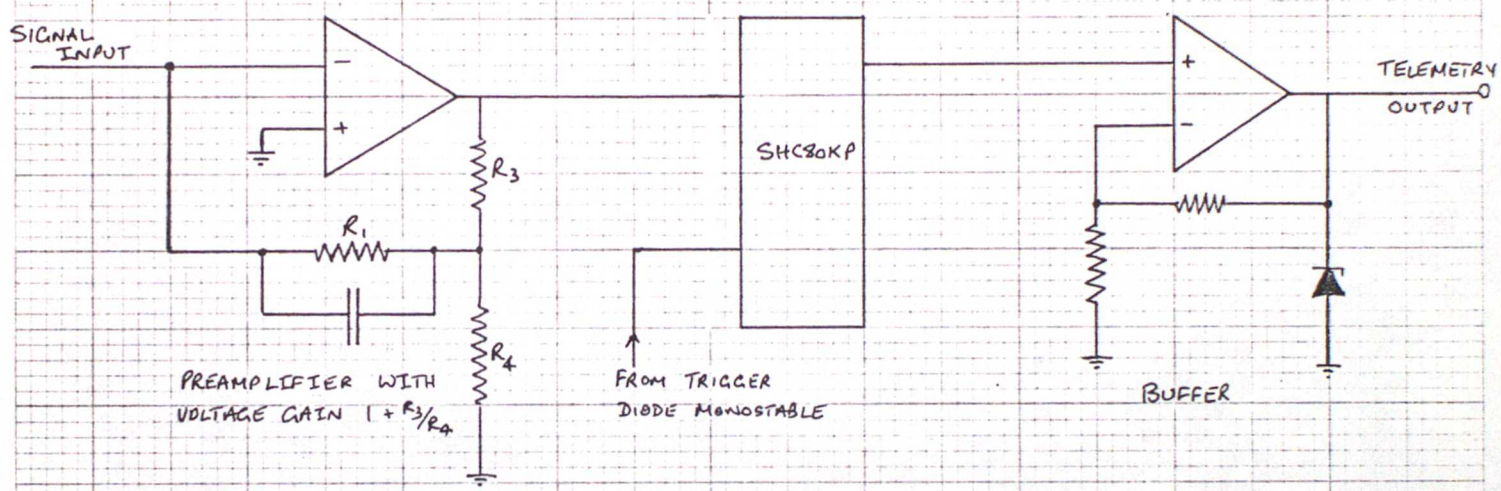 SIGNAL
INPUT
−
+
R3
R1
R4
PREAMPLIFIER WITH
VOLTAGE GAIN 1 + R3/R4
SHC80KP
FROM TRIGGER
DIODE MONOSTABLE
+
−
TELEMETRY
OUTPUT
BUFFER